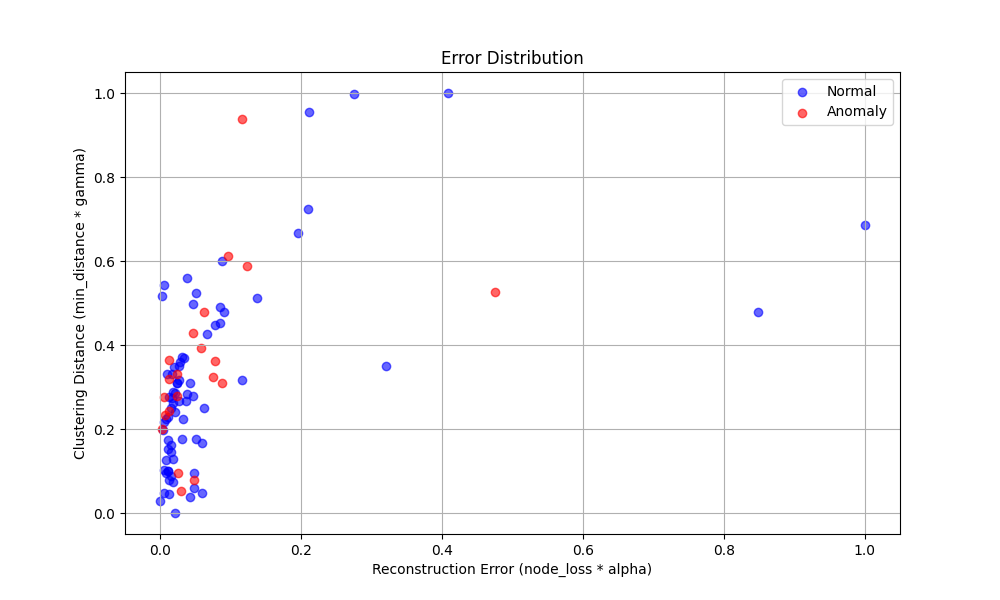 Error Distribution
Normal
Anomaly
Clustering Distance (min_distance * gamma)
1.0
0.8
0.6
0.4
0.2
0.0
0.0 0.2 0.4 0.6 0.8 1.0
Reconstruction Error (node_loss * alpha)